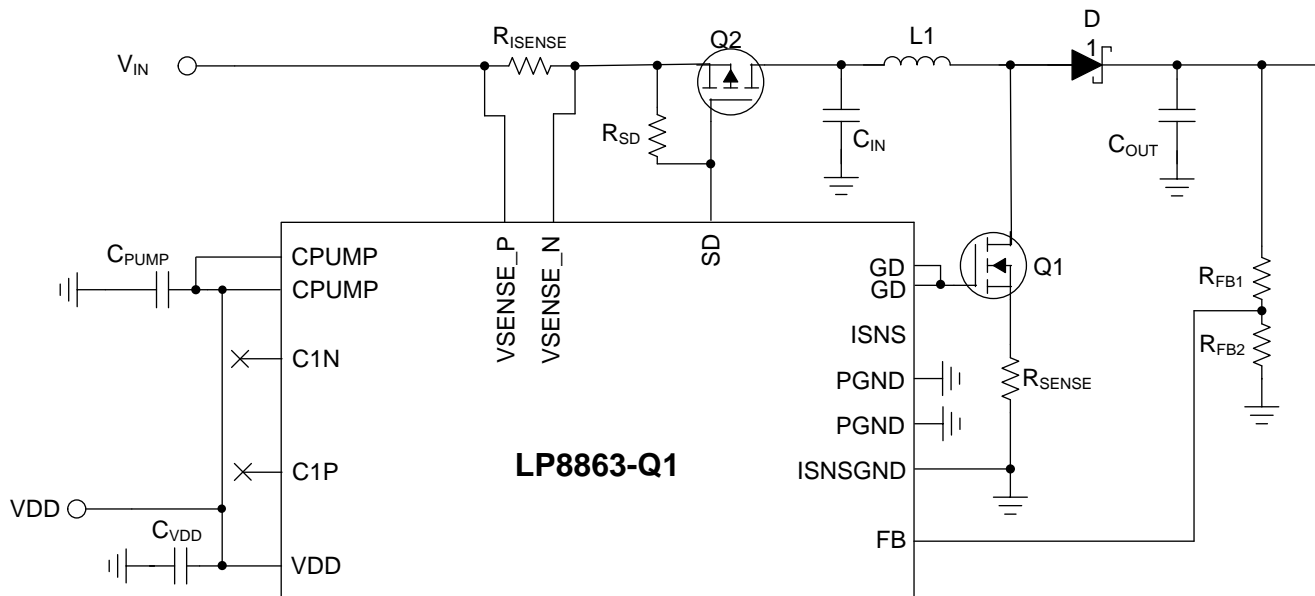 D
1
L1
Q2
RISENSE
VIN
RSD
CIN
COUT
VSENSE_P
VSENSE_N
SD
CPUMP
CPUMP
CPUMP
C1N
C1P
VDD
CVDD
VDD
LP8863-Q1
GD
GD
Q1
ISNS
PGND
PGND
ISNSGND
FB
RSENSE
RFB1
RFB2